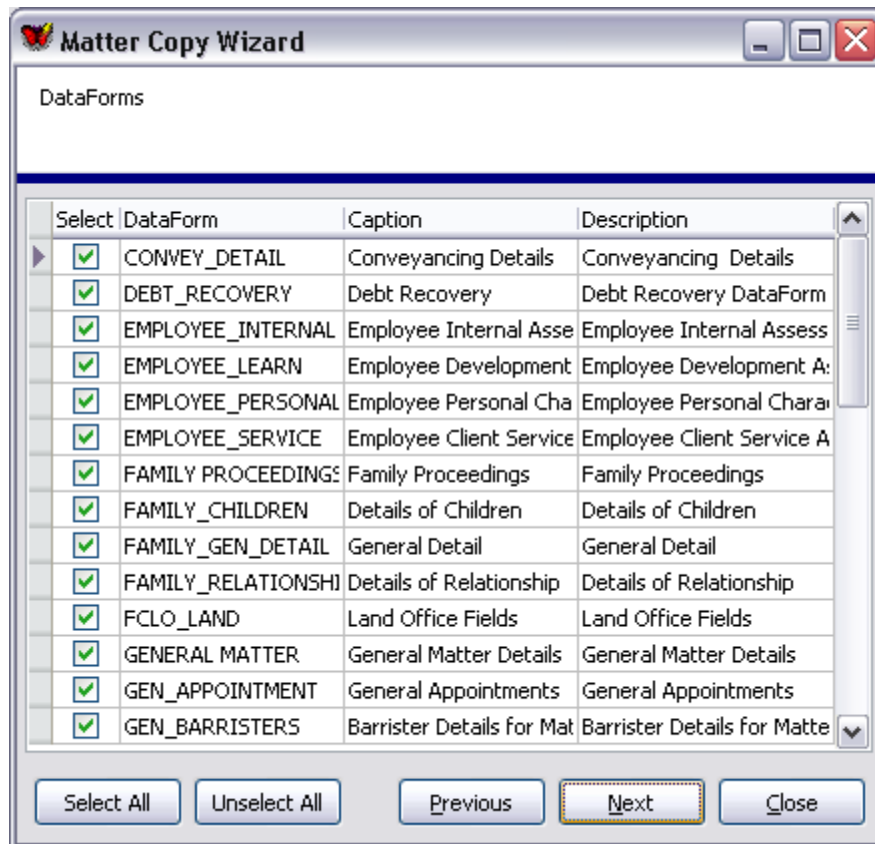 Matter Copy Wizard
DataForms
Select DataForm Caption Description
CONVEY_DETAIL Conveyancing Details Conveyancing Details
DEBT_RECOVERY Debt Recovery Debt Recovery DataForm
EMPLOYEE_INTERNAL Employee Internal Asse Employee Internal Assess
EMPLOYEE_LEARN Employee Development Employee Development A
EMPLOYEE_PERSONAL Employee Personal Cha Employee Personal Chara
EMPLOYEE_SERVICE Employee Client Service Employee Client Service A
FAMILY PROCEEDINGS Family Proceedings Family Proceedings
FAMILY_CHILDREN Details of Children Details of Children
FAMILY_GEN_DETAIL General Detail General Detail
FAMILY_RELATIONSHI Details of Relationship Details of Relationship
FCLO_LAND Land Office Fields Land Office Fields
GENERAL MATTER General Matter Details General Matter Details
GEN_APPOINTMENT General Appointments General Appointments
GEN_BARRISTERS Barrister Details for Mat Barrister Details for Matte
Select All Unselect All Previous Next Close